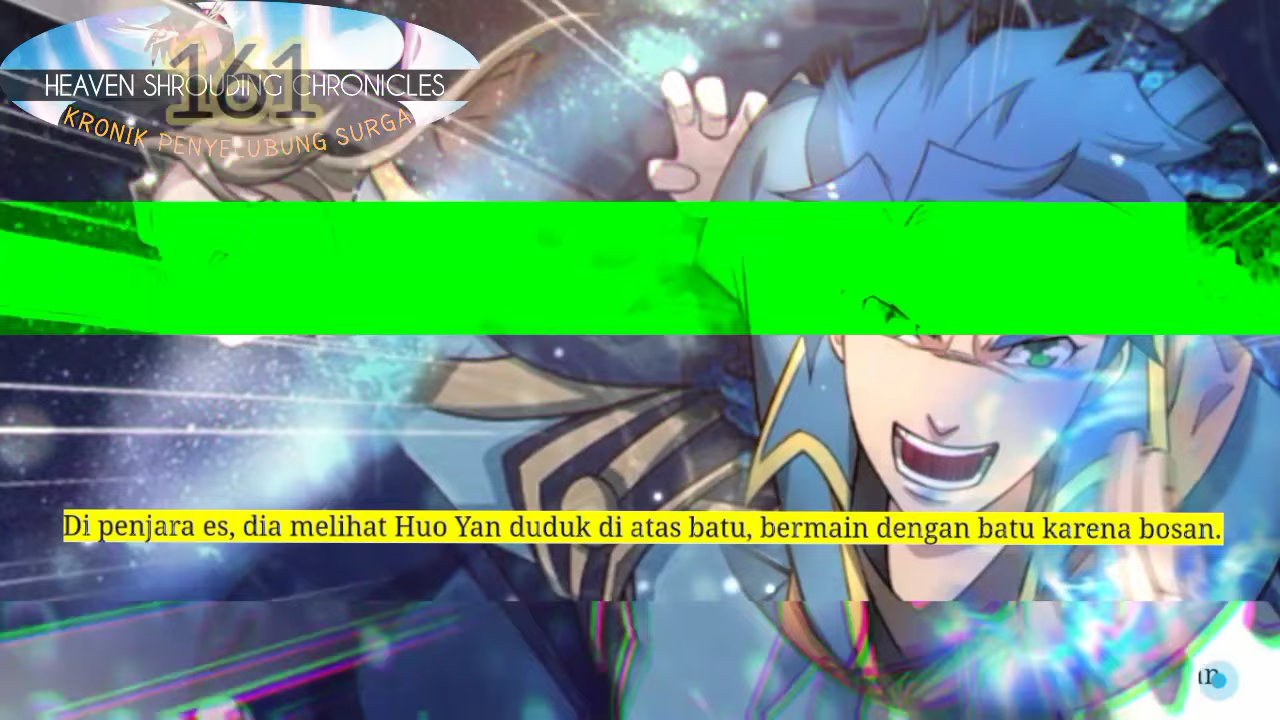 161
HEAVEN SHROUDING CHRONICLES
KRONIK PENYELUBUNG SURGA
Di penjara es, dia melihat Huo Yan duduk di atas batu, bermain dengan batu karena bosan.